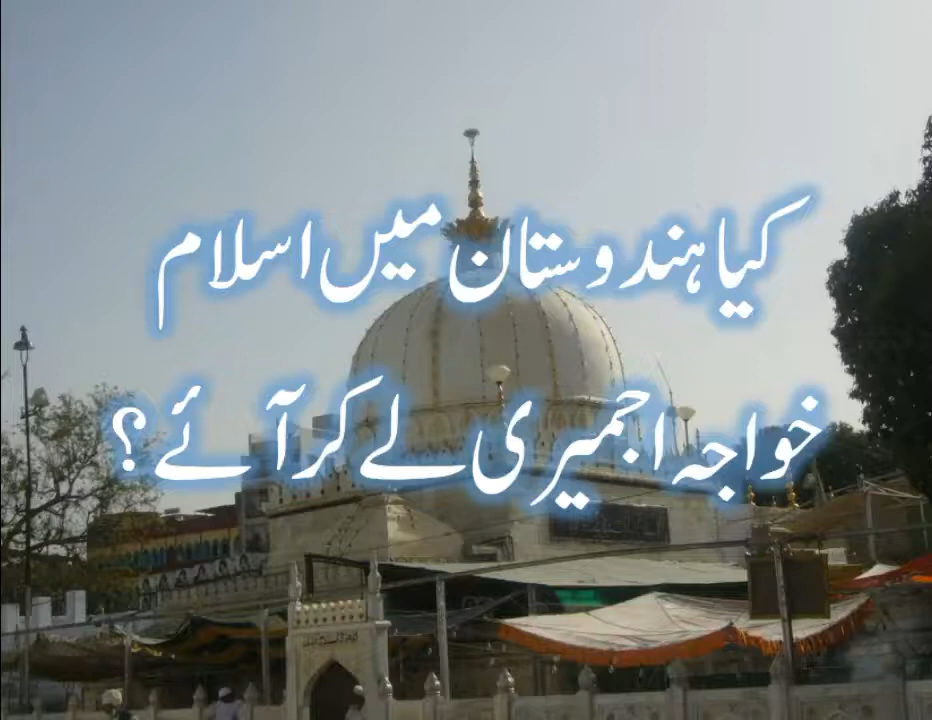 کیا ہندوستان میں اسلام
خواجہ اجمیری لے کر آئے؟